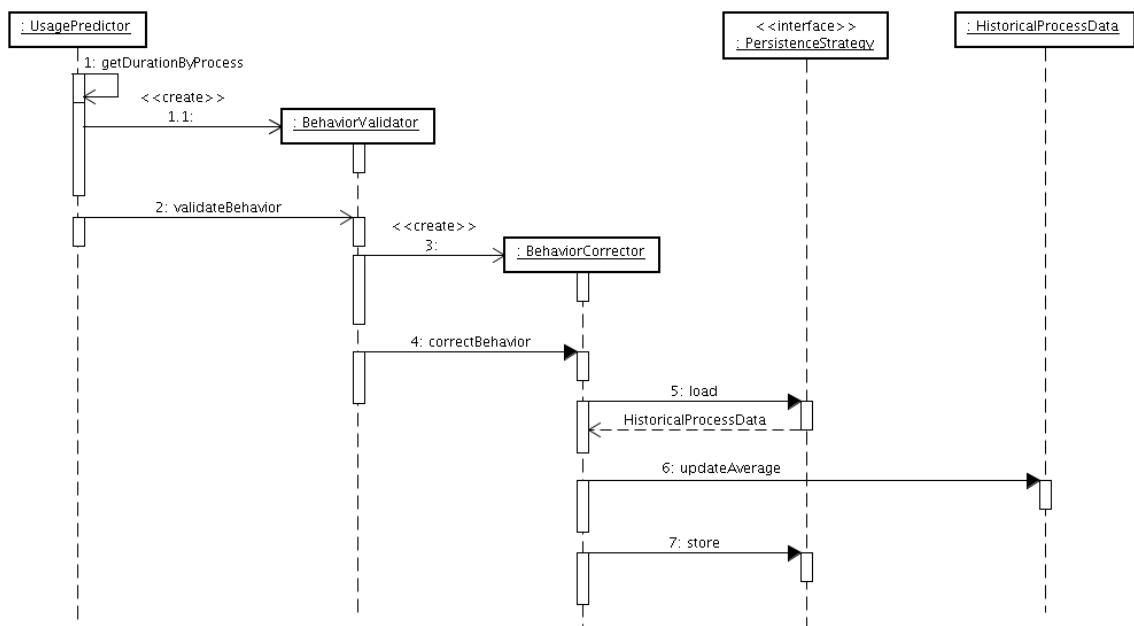 : UsagePredictor
<<interface>>
: PersistenceStrategy
: HistoricalProcessData
1: getDurationByProcess
<<create>>
1.1:
: BehaviorValidator
2: validateBehavior
<<create>>
3:
: BehaviorCorrector
4: correctBehavior
5: load
HistoricalProcessData
6: updateAverage
7: store